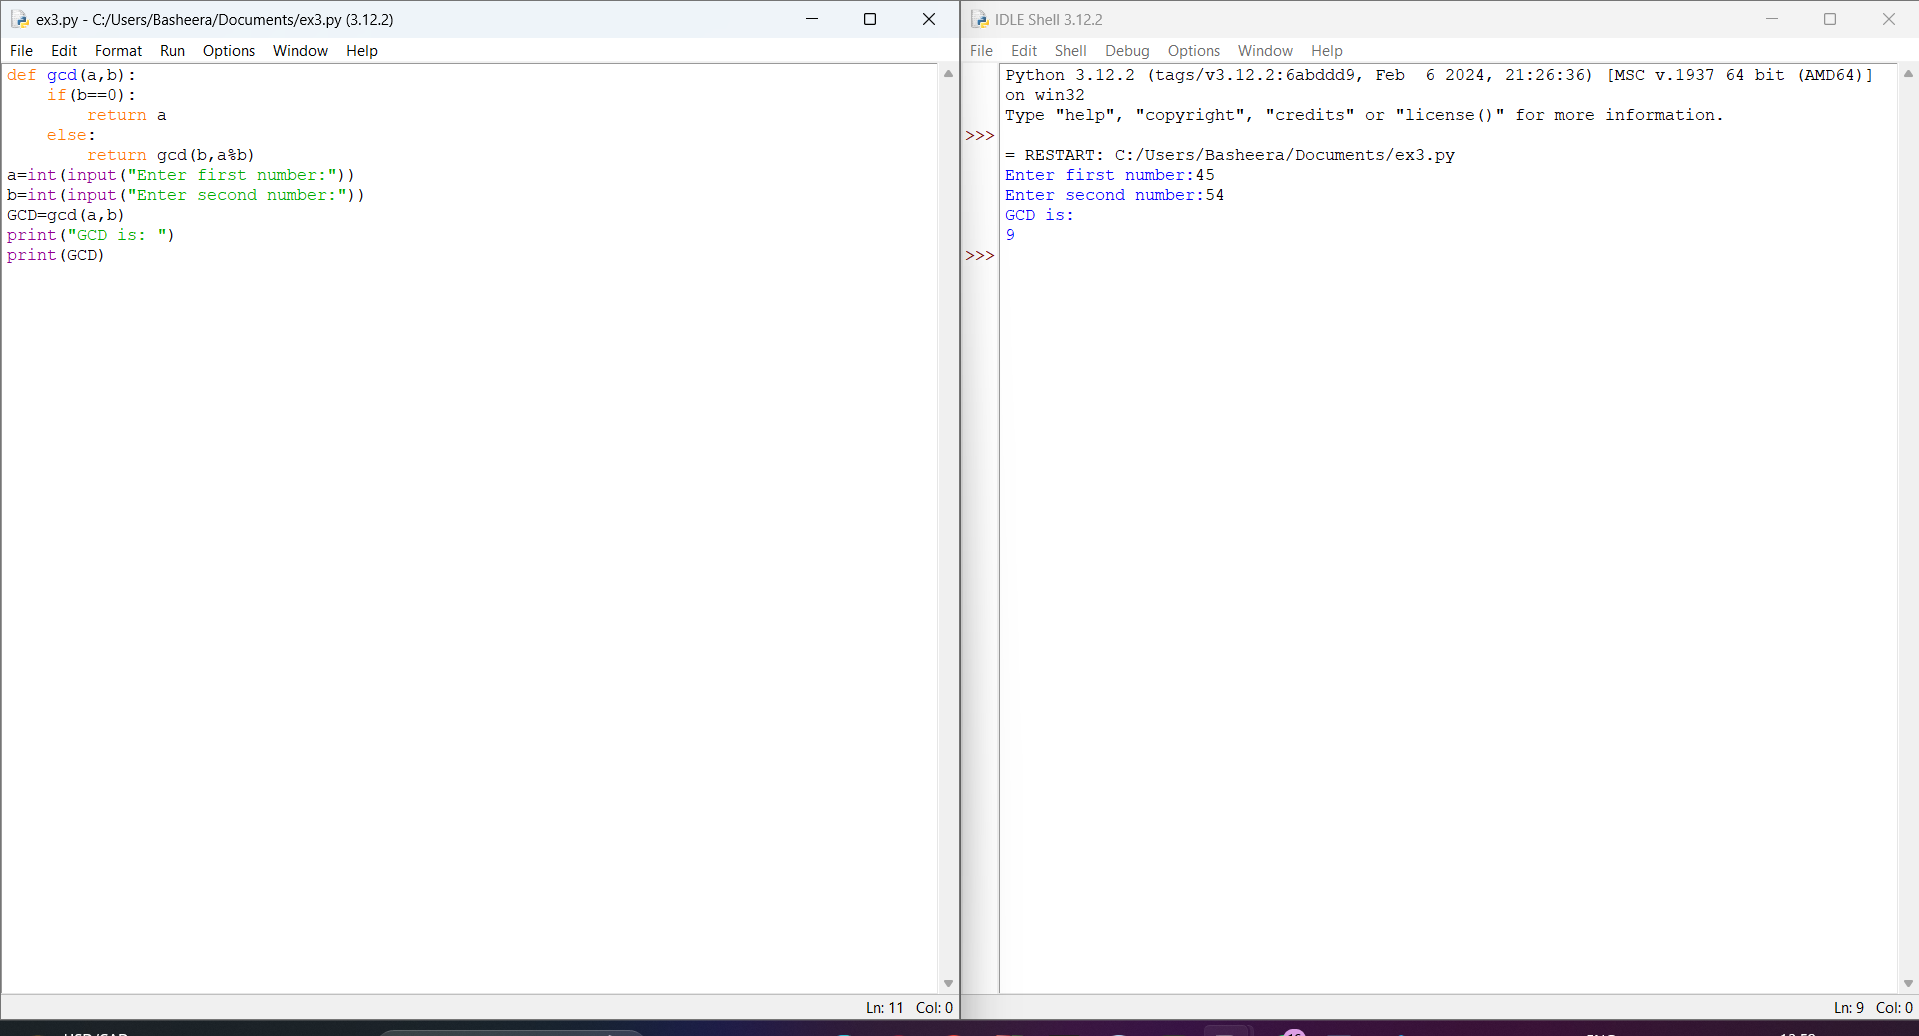 ex3.py - C:/Users/Basheera/Documents/ex3.py (3.12.2)
File Edit Format Run Options Window Help
def gcd(a,b):
    if(b==0):
        return a
    else:
        return gcd(b,a%b)
a=int(input("Enter first number:"))
b=int(input("Enter second number:"))
GCD=gcd(a,b)
print("GCD is: ")
print(GCD)
Ln: 11 Col: 0
IDLE Shell 3.12.2
File Edit Shell Debug Options Window Help
Python 3.12.2 (tags/v3.12.2:6abddd9, Feb  6 2024, 21:26:36) [MSC v.1937 64 bit (AMD64)]
on win32
Type "help", "copyright", "credits" or "license()" for more information.
>>>
= RESTART: C:/Users/Basheera/Documents/ex3.py
Enter first number:45
Enter second number:54
GCD is:
9
>>>
Ln: 9 Col: 0